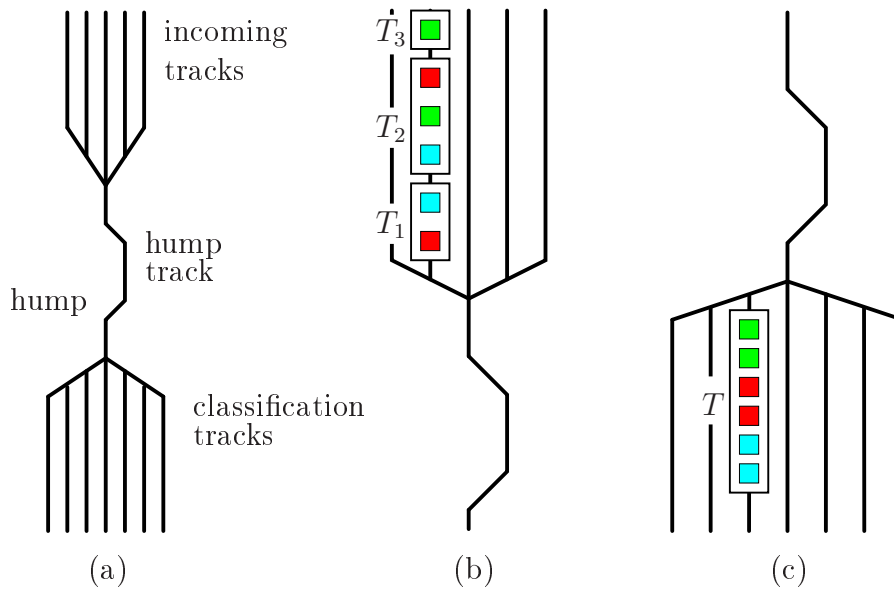 incoming
tracks
hump
track
hump
classification
tracks
(a)
T3
T2
T1
(b)
T
(c)